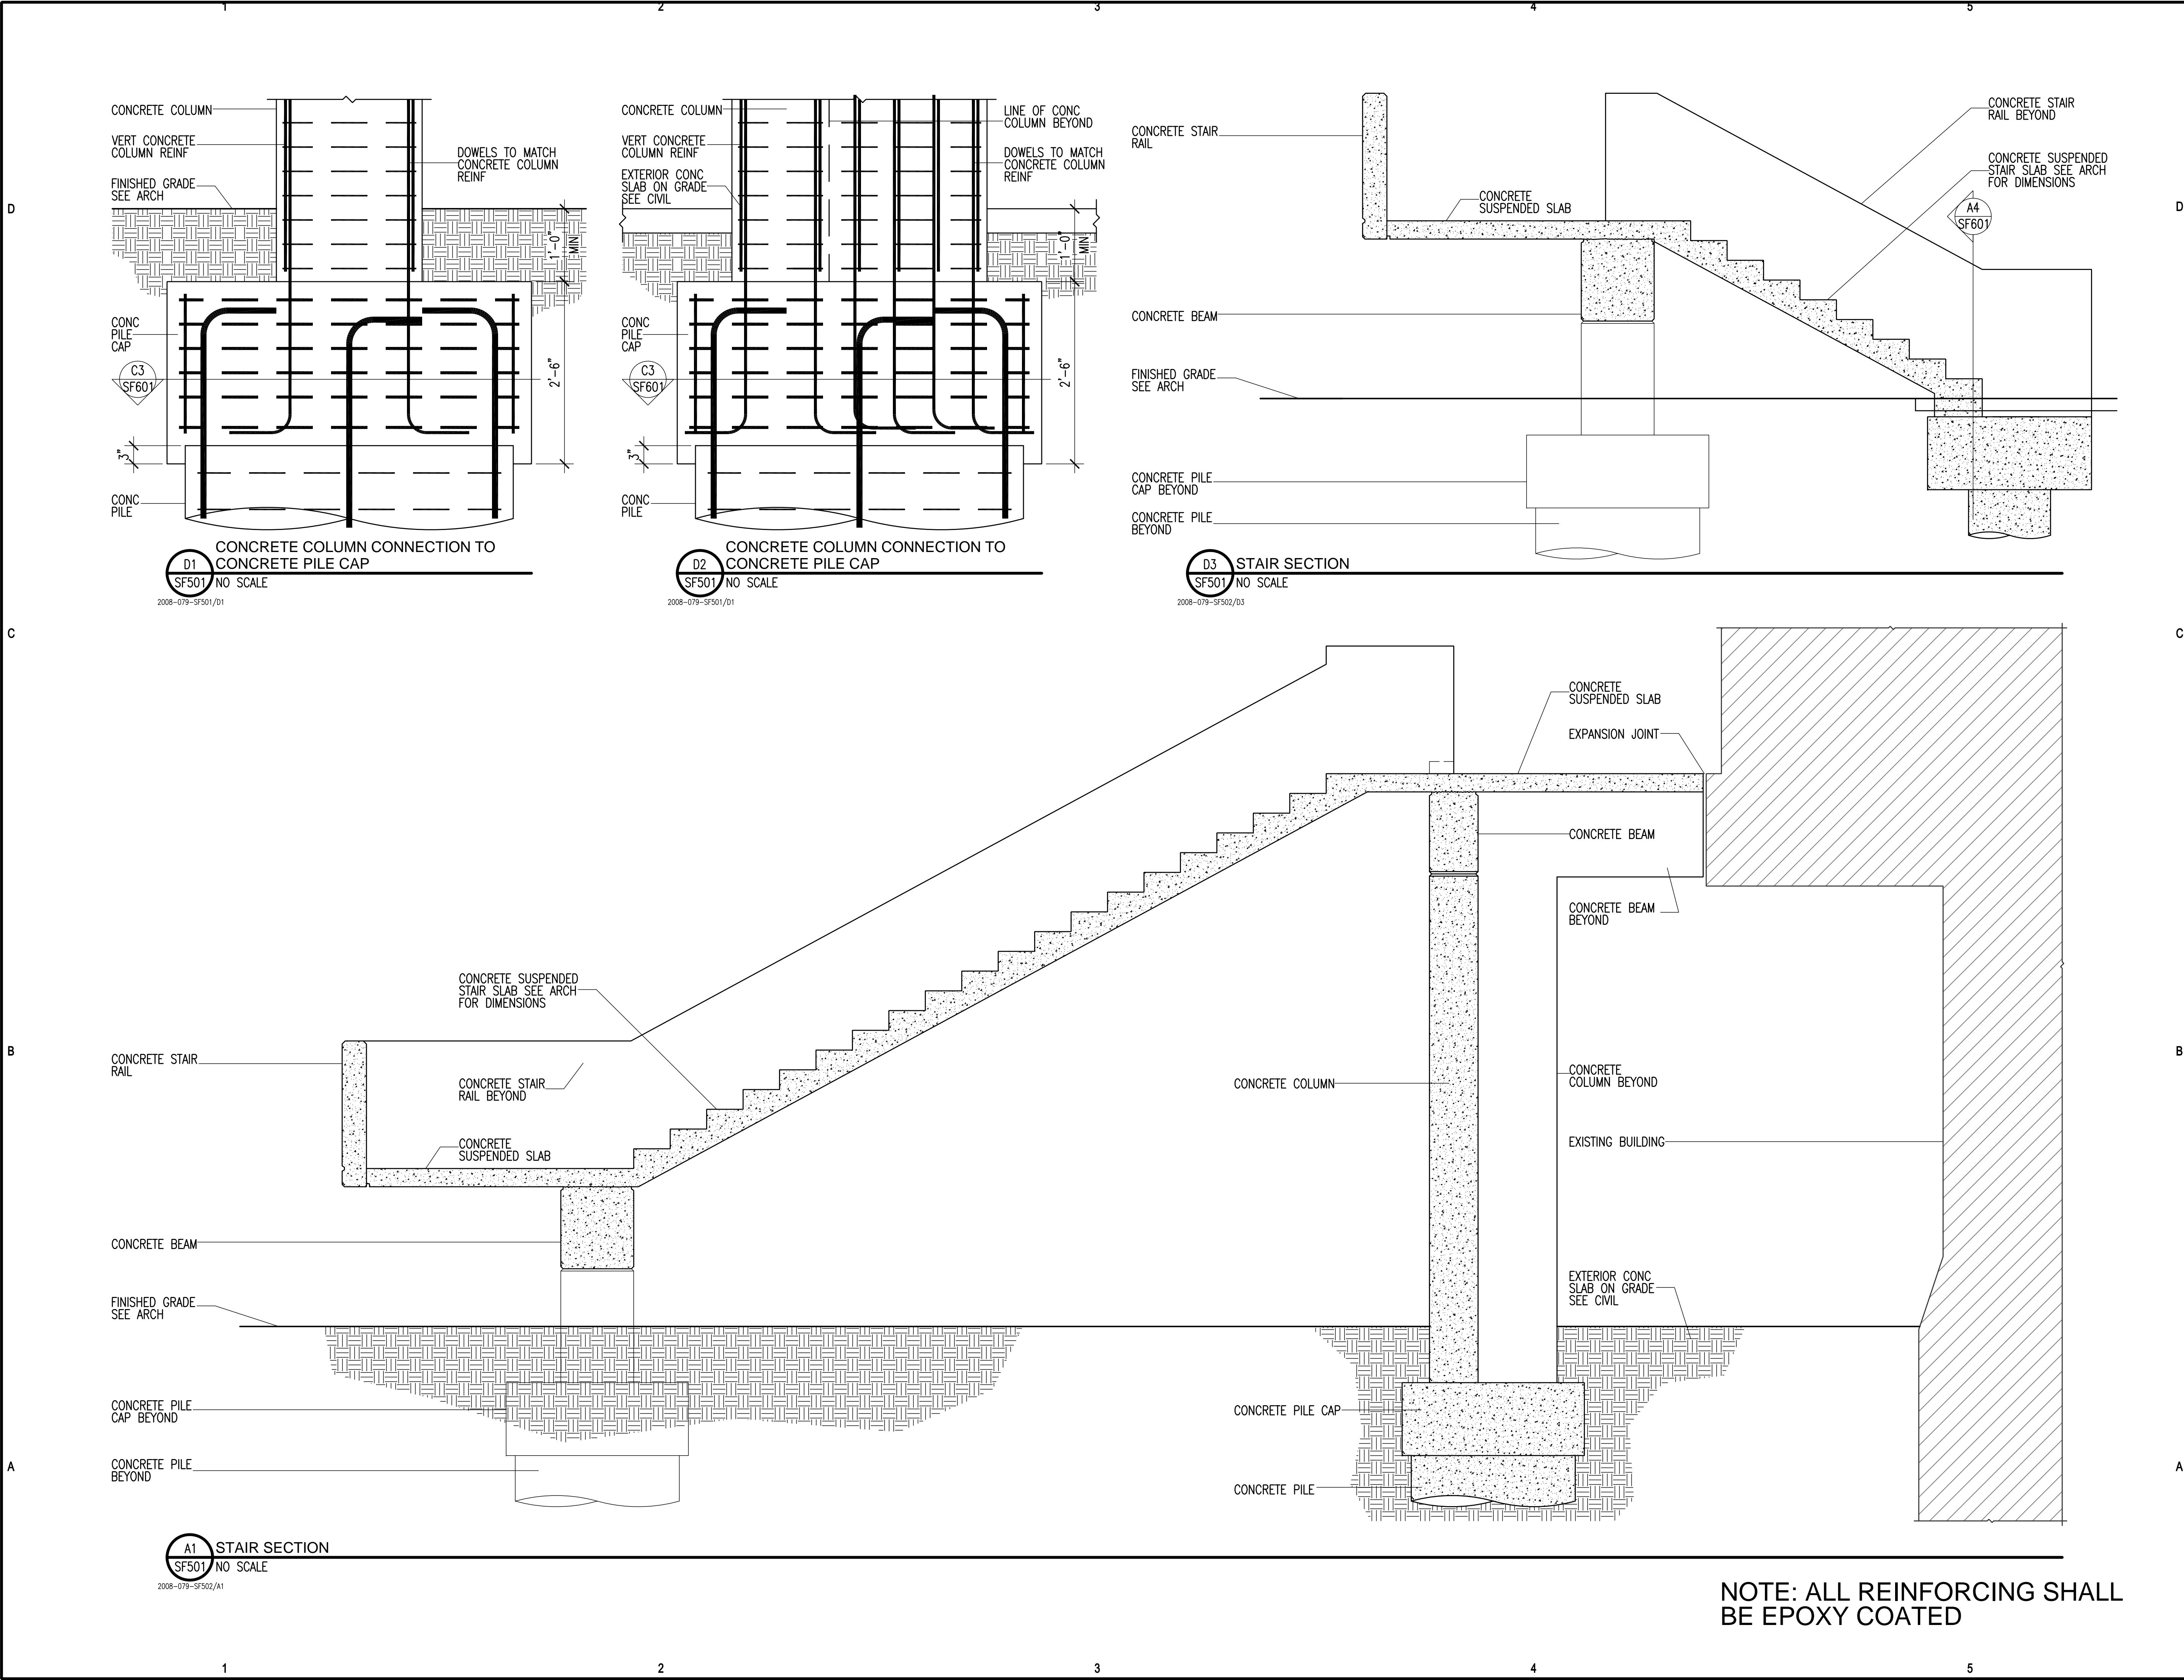 1 2 3 4 5
D
D
C
C
B
B
A
A
CONCRETE COLUMN
VERT CONCRETE
COLUMN REINF
FINISHED GRADE
SEE ARCH
DOWELS TO MATCH
CONCRETE COLUMN
REINF
1'-0"
MIN
CONC
PILE
CAP
C3
SF601
2'-6"
3"
CONC
PILE
D1
SF501
CONCRETE COLUMN CONNECTION TO
CONCRETE PILE CAP
NO SCALE
2008-079-SF501/D1
CONCRETE COLUMN
VERT CONCRETE
COLUMN REINF
EXTERIOR CONC
SLAB ON GRADE
SEE CIVIL
LINE OF CONC
COLUMN BEYOND
DOWELS TO MATCH
CONCRETE COLUMN
REINF
1'-0"
MIN
CONC
PILE
CAP
C3
SF601
2'-6"
3"
CONC
PILE
D2
SF501
CONCRETE COLUMN CONNECTION TO
CONCRETE PILE CAP
NO SCALE
2008-079-SF501/D1
CONCRETE STAIR
RAIL
CONCRETE
SUSPENDED SLAB
CONCRETE STAIR
RAIL BEYOND
CONCRETE SUSPENDED
STAIR SLAB SEE ARCH
FOR DIMENSIONS
A4
SF601
CONCRETE BEAM
FINISHED GRADE
SEE ARCH
CONCRETE PILE
CAP BEYOND
CONCRETE PILE
BEYOND
D3
SF501
STAIR SECTION
NO SCALE
2008-079-SF502/D3
CONCRETE
SUSPENDED SLAB
EXPANSION JOINT
CONCRETE BEAM
CONCRETE BEAM
BEYOND
CONCRETE SUSPENDED
STAIR SLAB SEE ARCH
FOR DIMENSIONS
CONCRETE STAIR
RAIL
CONCRETE STAIR
RAIL BEYOND
CONCRETE
SUSPENDED SLAB
CONCRETE COLUMN
CONCRETE
COLUMN BEYOND
EXISTING BUILDING
CONCRETE BEAM
FINISHED GRADE
SEE ARCH
EXTERIOR CONC
SLAB ON GRADE
SEE CIVIL
CONCRETE PILE
CAP BEYOND
CONCRETE PILE CAP
CONCRETE PILE
BEYOND
CONCRETE PILE
A1
SF501
STAIR SECTION
NO SCALE
2008-079-SF502/A1
NOTE: ALL REINFORCING SHALL
BE EPOXY COATED
1 2 3 4 5